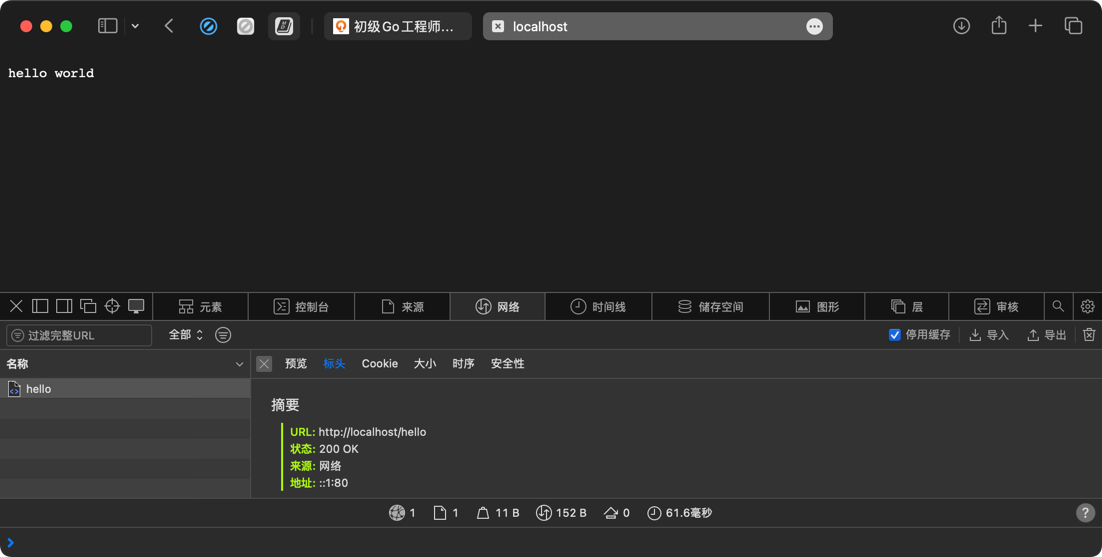 初级Go工程师... localhost
hello world
元素 控制台 来源 网络 时间线 储存空间 图形 层 审核
过滤完整URL 全部 停用缓存 导入 导出
名称 预览 标头 Cookie 大小 时序 安全性
hello
摘要
URL: http://localhost/hello
状态: 200 OK
来源: 网络
地址: ::1:80
1 1 11 B 152 B 0 61.6毫秒 ?